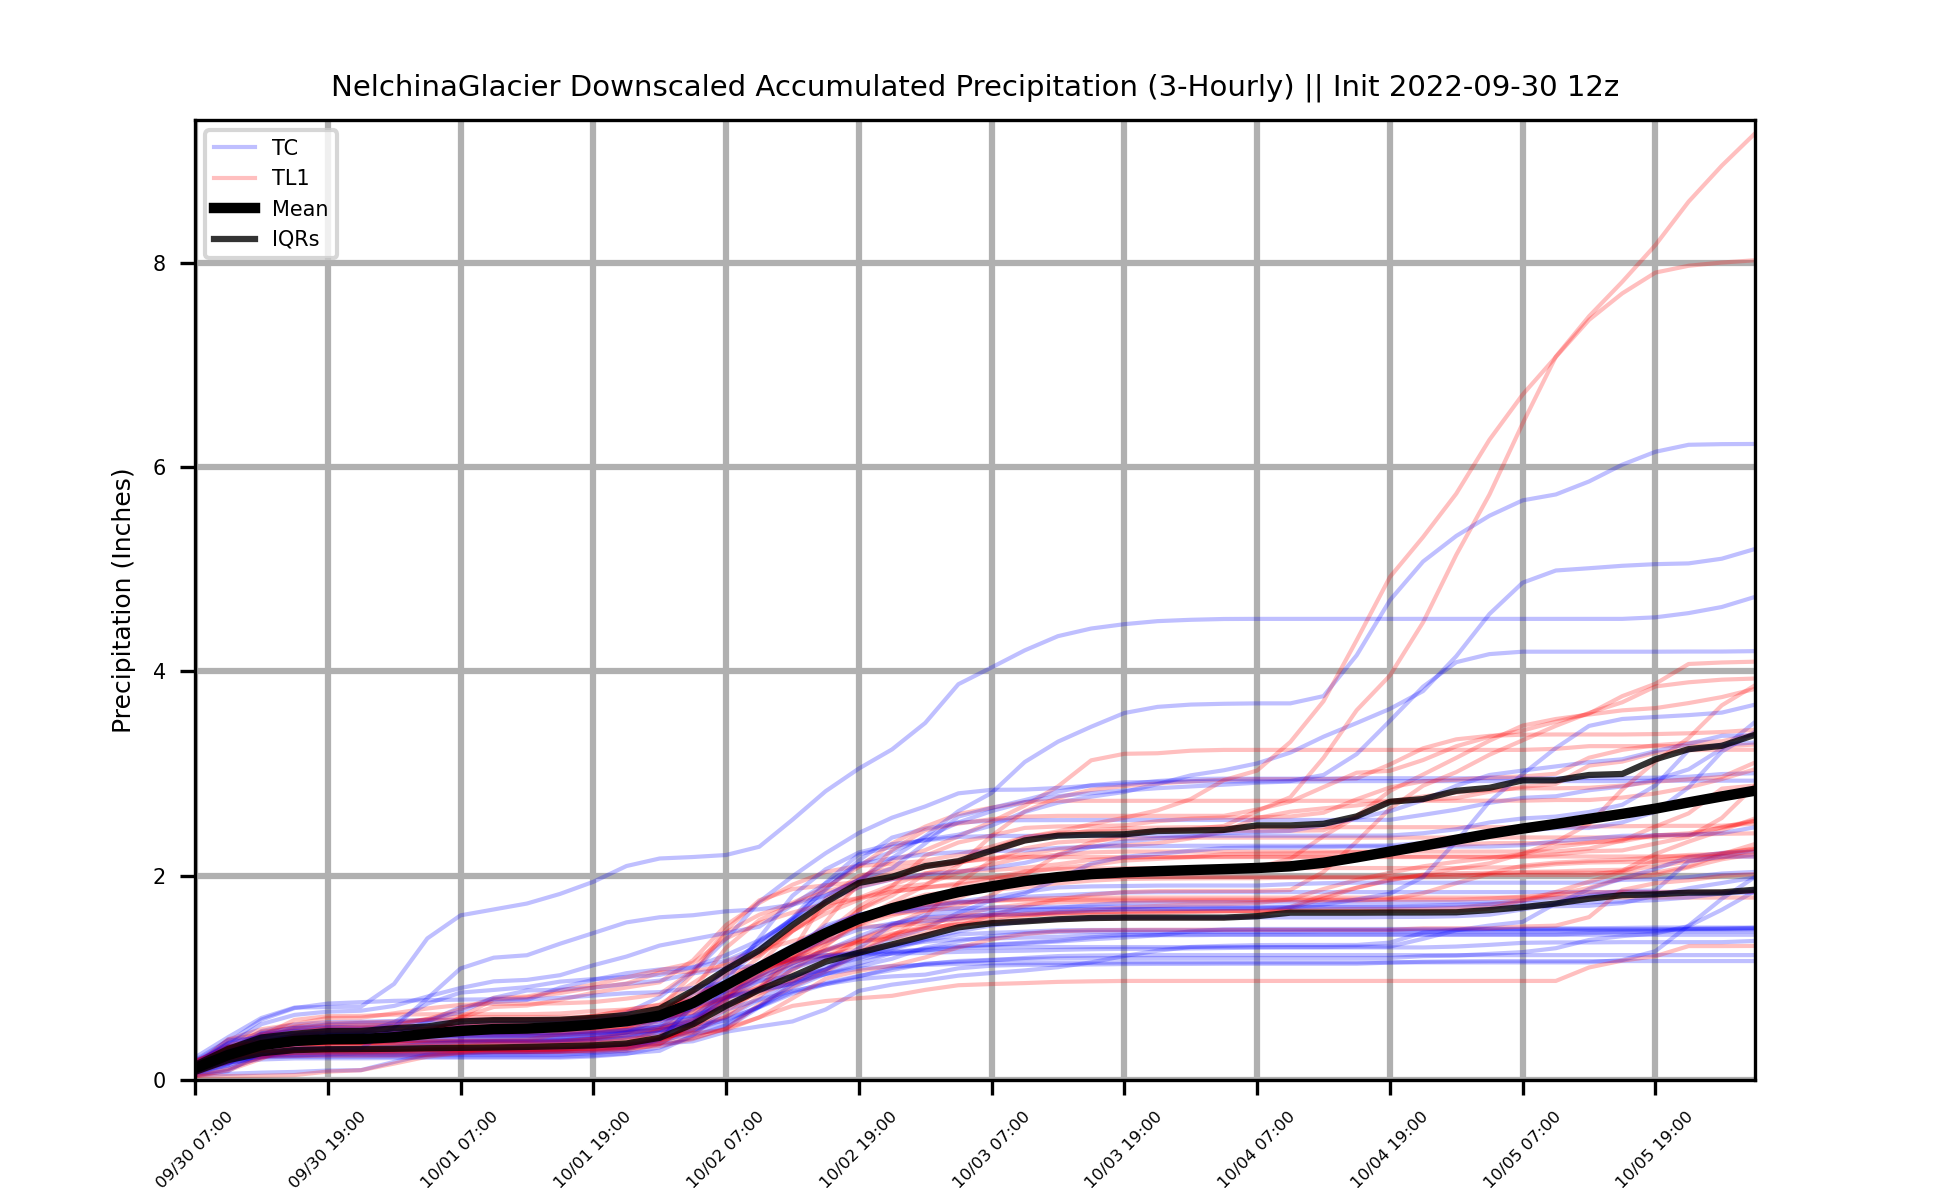 NelchinaGlacier Downscaled Accumulated Precipitation (3-Hourly) || Init 2022-09-30 12z
TC
TL1
Mean
IQRs
Precipitation (Inches)
8
6
4
2
0
09/30 07:00
09/30 19:00
10/01 07:00
10/01 19:00
10/02 07:00
10/02 19:00
10/03 07:00
10/03 19:00
10/04 07:00
10/04 19:00
10/05 07:00
10/05 19:00